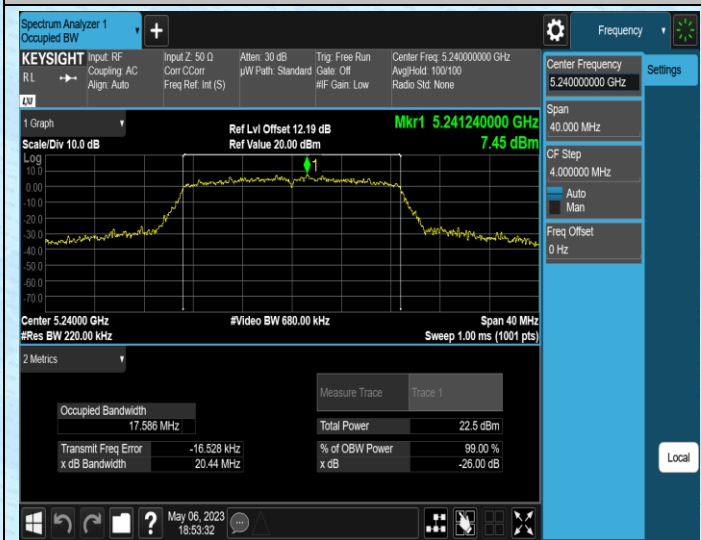 Spectrum Analyzer 1
Occupied BW
Frequency
KEYSIGHT Input: RF
R L Coupling: AC
Align: Auto
Input Z: 50 Ω
Corr CCorr
Freq Ref: Int (S)
Atten: 30 dB
µW Path: Standard
Trig: Free Run
Gate: Off
#IF Gain: Low
Center Freq: 5.240000000 GHz
Avg|Hold: 100/100
Radio Std: None
LXI
1 Graph
Scale/Div 10.0 dB
Ref Lvl Offset 12.19 dB
Ref Value 20.00 dBm
Mkr1 5.241240000 GHz
7.45 dBm
Log
10.0
0.00
-10.0
-20.0
-30.0
-40.0
-50.0
-60.0
-70.0
1
Center 5.24000 GHz
#Res BW 220.00 kHz
#Video BW 680.00 kHz
Span 40 MHz
Sweep 1.00 ms (1001 pts)
2 Metrics
Measure Trace Trace 1
Occupied Bandwidth
17.586 MHz
Total Power 22.5 dBm
Transmit Freq Error -16.528 kHz
% of OBW Power 99.00 %
x dB Bandwidth 20.44 MHz
x dB -26.00 dB
May 06, 2023
18:53:32
Center Frequency
5.240000000 GHz
Settings
Span
40.000 MHz
CF Step
4.000000 MHz
Auto
Man
Freq Offset
0 Hz
Local